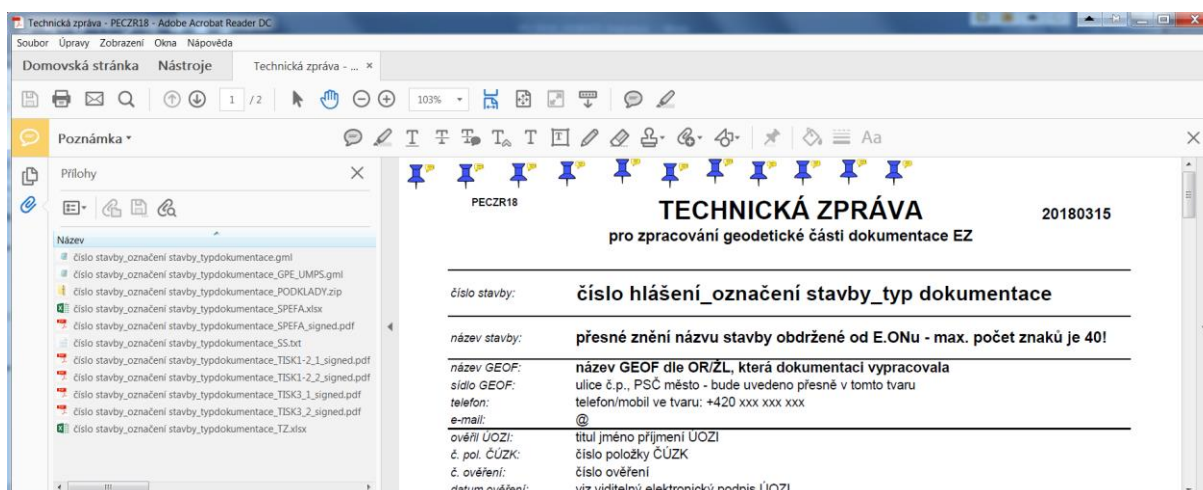 Technická zpráva - PECZR18 - Adobe Acrobat Reader DC
Soubor Úpravy Zobrazení Okna Nápověda
Domovská stránka Nástroje Technická zpráva - ... ×
1 / 2 103%
Poznámka
Přílohy
Název
číslo stavby_označení stavby_typdokumentace.gml
číslo stavby_označení stavby_typdokumentace_GPE_UMPS.gml
číslo stavby_označení stavby_typdokumentace_PODKLADY.zip
číslo stavby_označení stavby_typdokumentace_SPEFA.xlsx
číslo stavby_označení stavby_typdokumentace_SPEFA_signed.pdf
číslo stavby_označení stavby_typdokumentace_SS.txt
číslo stavby_označení stavby_typdokumentace_TISK1-2_1_signed.pdf
číslo stavby_označení stavby_typdokumentace_TISK1-2_2_signed.pdf
číslo stavby_označení stavby_typdokumentace_TISK3_1_signed.pdf
číslo stavby_označení stavby_typdokumentace_TISK3_2_signed.pdf
číslo stavby_označení stavby_typdokumentace_TZ.xlsx
PECZR18
TECHNICKÁ ZPRÁVA
20180315
pro zpracování geodetické části dokumentace EZ
číslo stavby: číslo hlášení_označení stavby_typ dokumentace
název stavby: přesné znění názvu stavby obdržené od E.ONu - max. počet znaků je 40!
název GEOF: název GEOF dle OR/ŽL, která dokumentaci vypracovala
sídlo GEOF: ulice č.p., PSČ město - bude uvedeno přesně v tomto tvaru
telefon: telefon/mobil ve tvaru: +420 xxx xxx xxx
e-mail: @
ověřil ÚOZI: titul jméno příjmení ÚOZI
č. pol. ČÚZK: číslo položky ČÚZK
č. ověření: číslo ověření
datum ověření: viz viditelný elektronický podpis ÚOZI